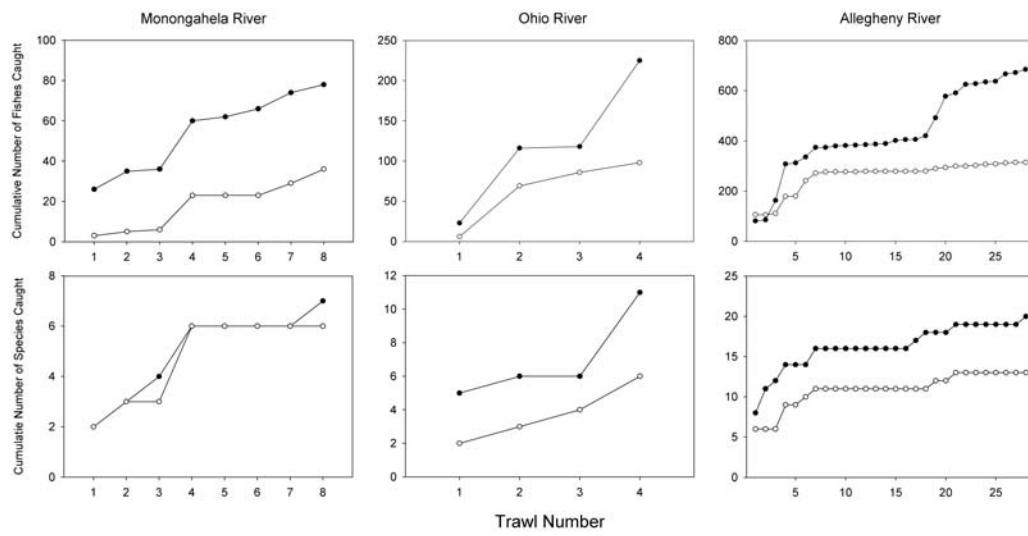 Monongahela River
Ohio River
Allegheny River
Cumulative Number of Fishes Caught
100
80
60
40
20
0
1 2 3 4 5 6 7 8
250
200
150
100
50
0
1 2 3 4
800
600
400
200
0
5 10 15 20 25
Cumulatie Number of Species Caught
8
6
4
2
0
1 2 3 4 5 6 7 8
12
10
8
6
4
2
0
1 2 3 4
25
20
15
10
5
0
5 10 15 20 25
Trawl Number